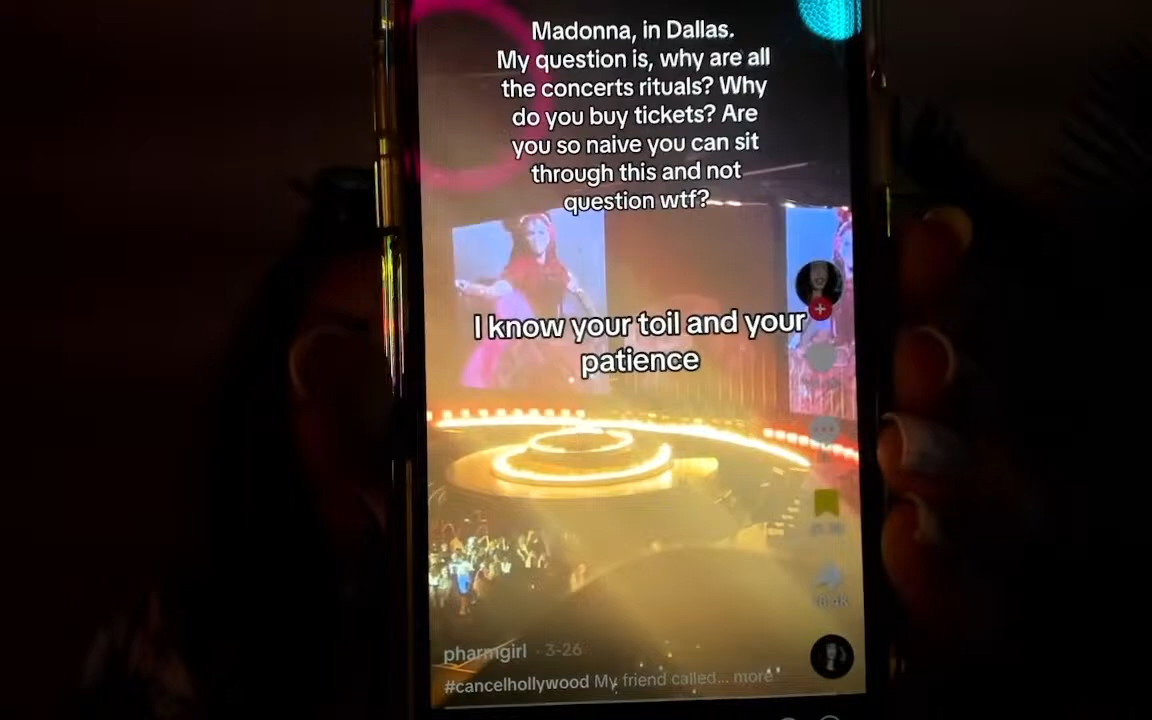 Madonna, in Dallas.
My question is, why are all
the concerts rituals? Why
do you buy tickets? Are
you so naive you can sit
through this and not
question wtf?
I know your toil and your
patience
pharmgirl · 3-26
#cancelhollywood My friend called... more